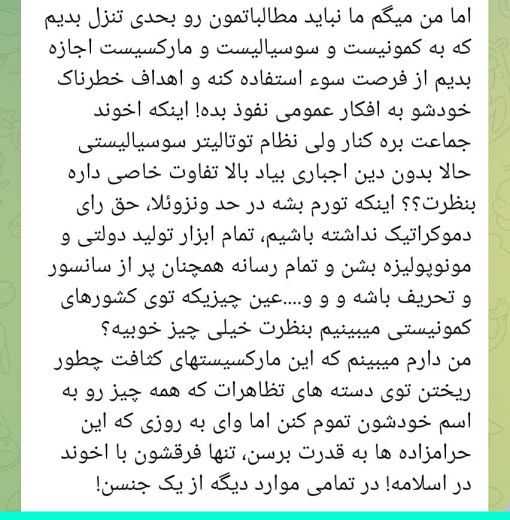 اما من میگم ما نباید مطالباتمون رو بحدی تنزل بدیم
که به کمونیست و سوسیالیست و مارکسیست اجازه
بدیم از فرصت سوء استفاده کنه و اهداف خطرناک
خودشو به افکار عمومی نفوذ بده! اینکه اخوند
جماعت بره کنار ولی نظام توتالیتر سوسیالیستی
حالا بدون دین اجباری بیاد بالا تفاوت خاصی داره
بنظرت؟؟ اینکه تورم بشه در حد ونزوئلا، حق رای
دموکراتیک نداشته باشیم، تمام ابزار تولید دولتی و
مونوپولیزه بشن و تمام رسانه همچنان پر از سانسور
و تحریف باشه و و و....عین چیزیکه توی کشورهای
کمونیستی میبینیم بنظرت خیلی چیز خوبیه؟
من دارم میبینم که این مارکسیستهای کثافت چطور
ریختن توی دسته های تظاهرات که همه چیز رو به
اسم خودشون تموم کنن اما وای به روزی که این
حرامزاده ها به قدرت برسن، تنها فرقشون با اخوند
در اسلامه! در تمامی موارد دیگه از یک جنسن!